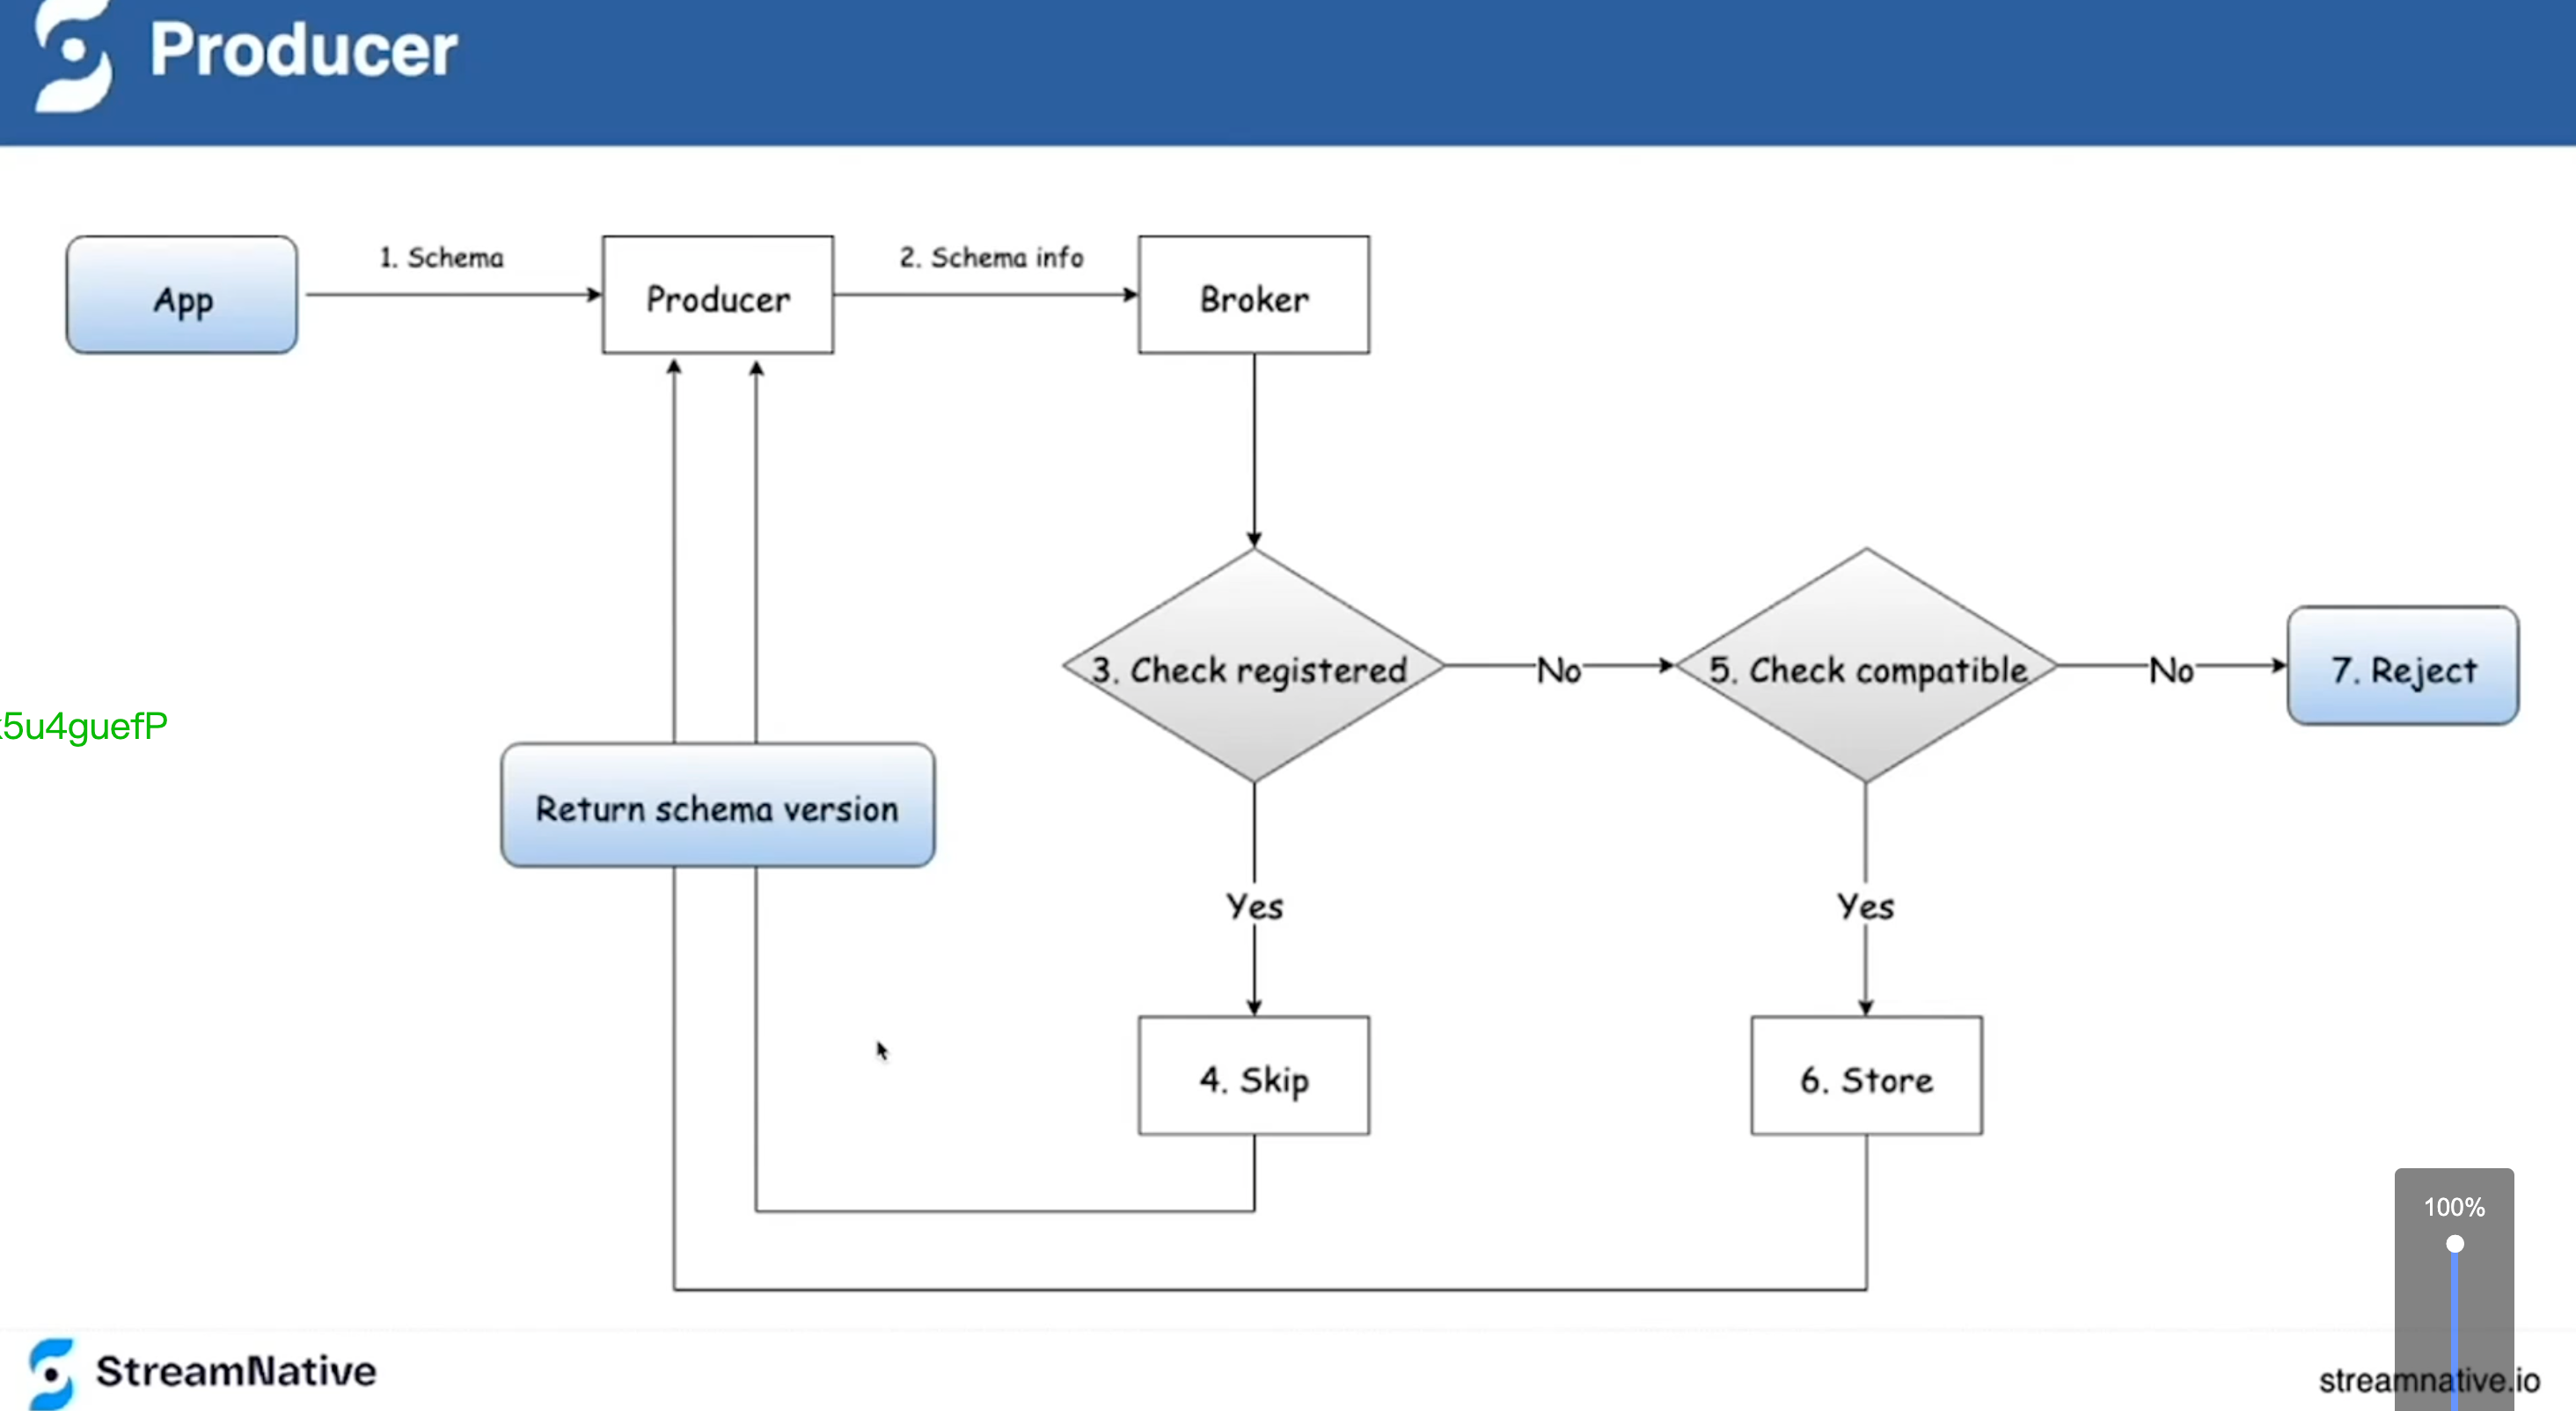 Producer
1. Schema
2. Schema info
App
Producer
Broker
3. Check registered
No
5. Check compatible
No
7. Reject
5u4guefP
Return schema version
Yes
Yes
4. Skip
6. Store
100%
StreamNative
streamnative.io